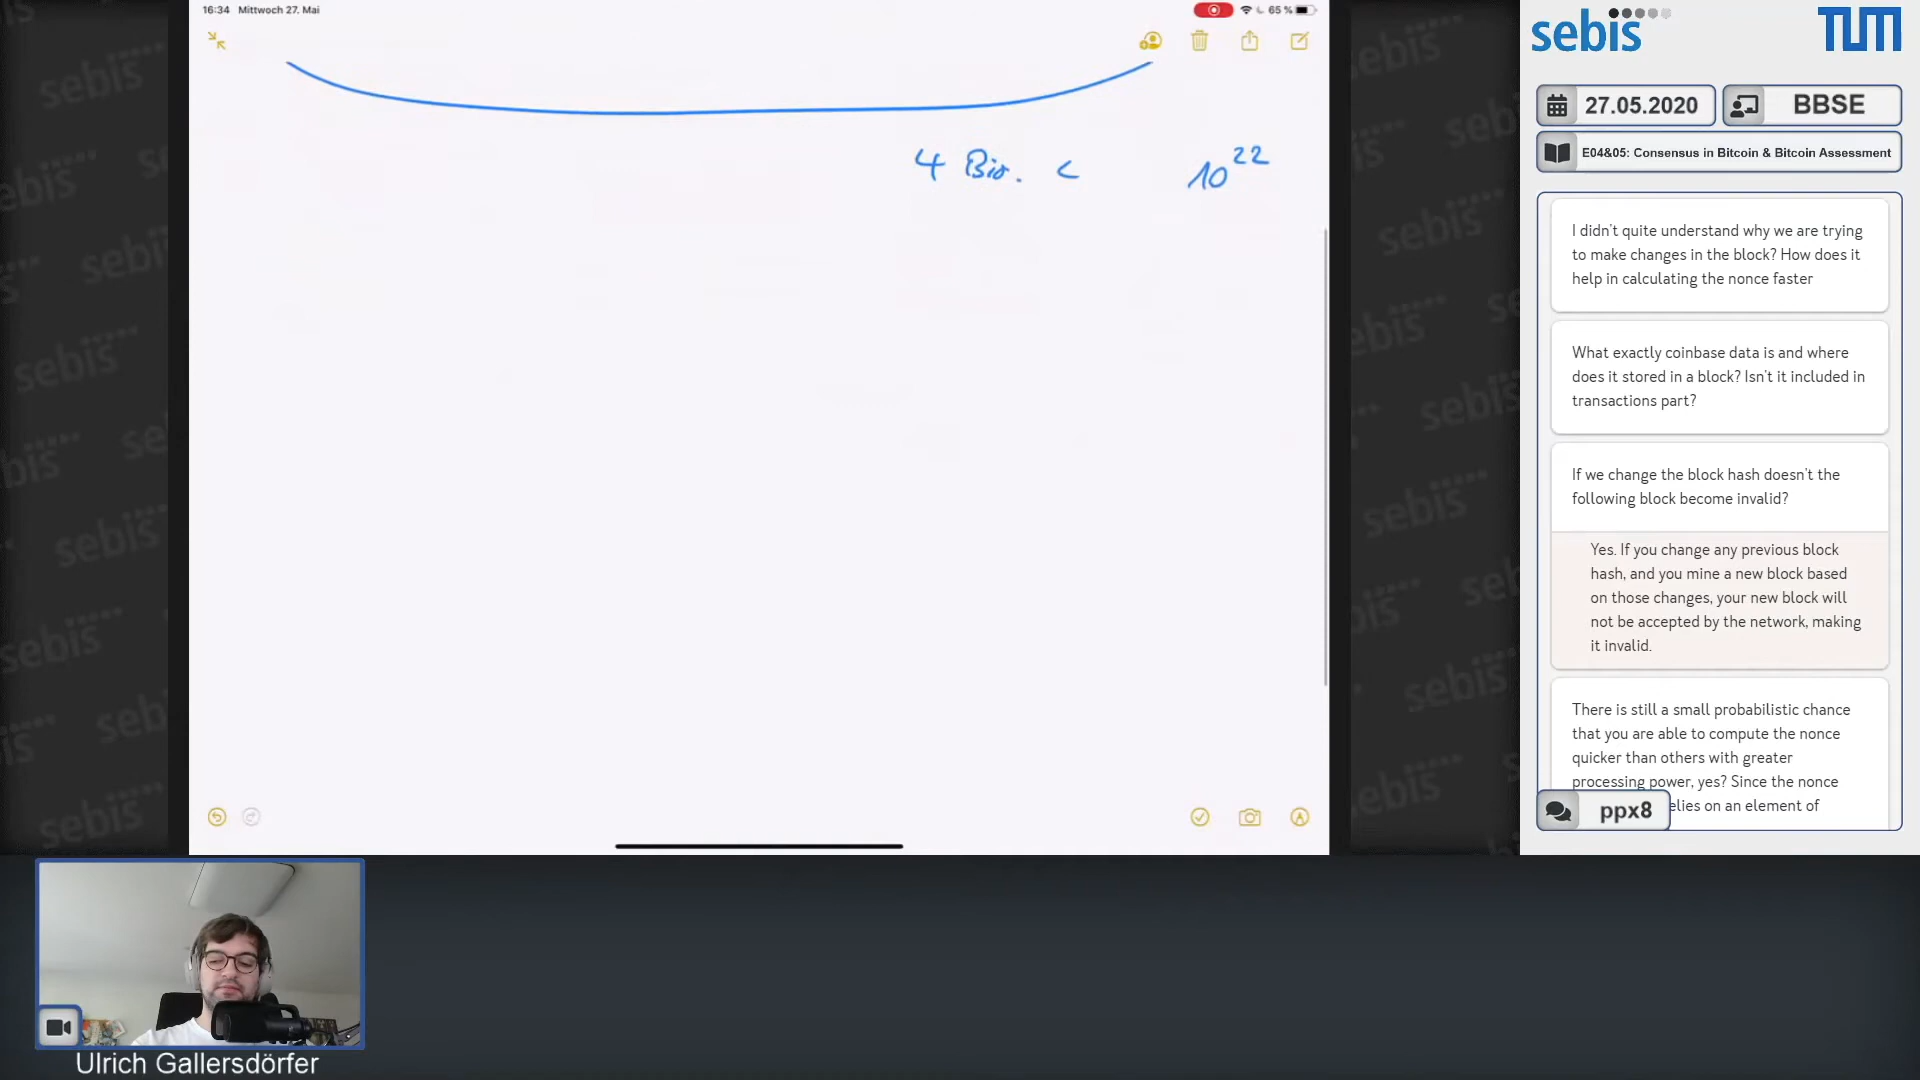 16:34 Mittwoch 27. Mai
65 %
4 Bio. < 10²²
sebis
TUM
27.05.2020
BBSE
E04&05: Consensus in Bitcoin & Bitcoin Assessment
I didn't quite understand why we are trying
to make changes in the block? How does it
help in calculating the nonce faster
What exactly coinbase data is and where
does it stored in a block? Isn't it included in
transactions part?
If we change the block hash doesn't the
following block become invalid?
Yes. If you change any previous block
hash, and you mine a new block based
on those changes, your new block will
not be accepted by the network, making
it invalid.
There is still a small probabilistic chance
that you are able to compute the nonce
quicker than others with greater
processing power, yes? Since the nonce
elies on an element of
ppx8
Ulrich Gallersdörfer